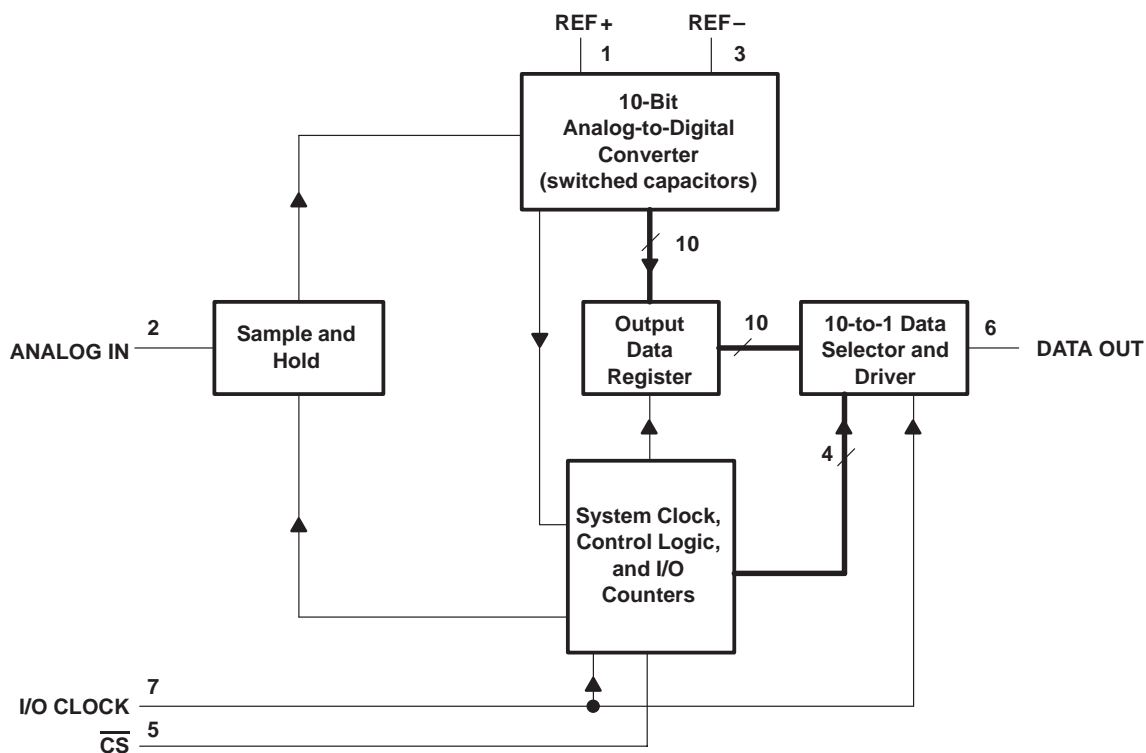 REF+
REF–
1
3
10-Bit
Analog-to-Digital
Converter
(switched capacitors)
10
2
ANALOG IN
Sample and
Hold
Output
Data
Register
10
10-to-1 Data
Selector and
Driver
6
DATA OUT
4
System Clock,
Control Logic,
and I/O
Counters
7
I/O CLOCK
5
C̅S̅